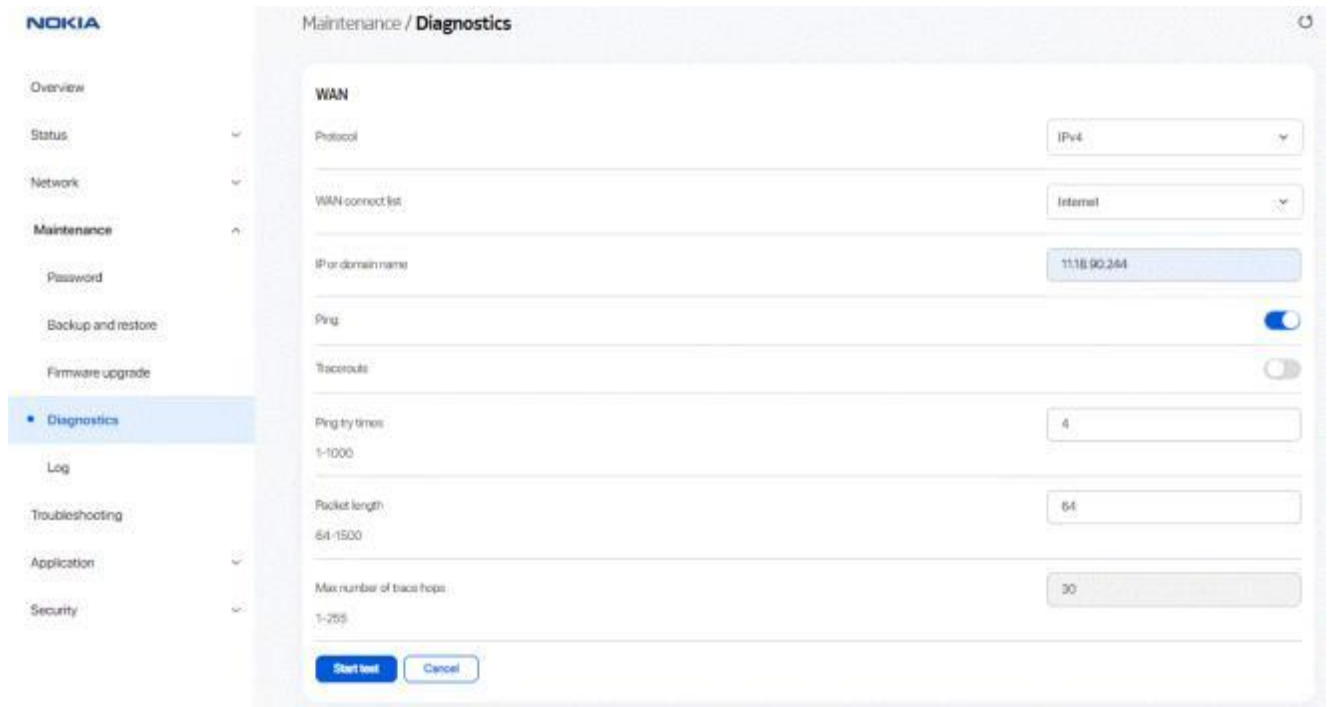 NOKIA
Maintenance / Diagnostics
Overview
Status
Network
Maintenance
Password
Backup and restore
Firmware upgrade
Diagnostics
Log
Troubleshooting
Application
Security
WAN
Protocol
IPv4
WAN connect list
Internet
IP or domain name
11.18.90.244
Ping
Traceroute
Ping try times
4
1-1000
Packet length
64
64-1500
Max number of trace hops
30
1-255
Start test
Cancel